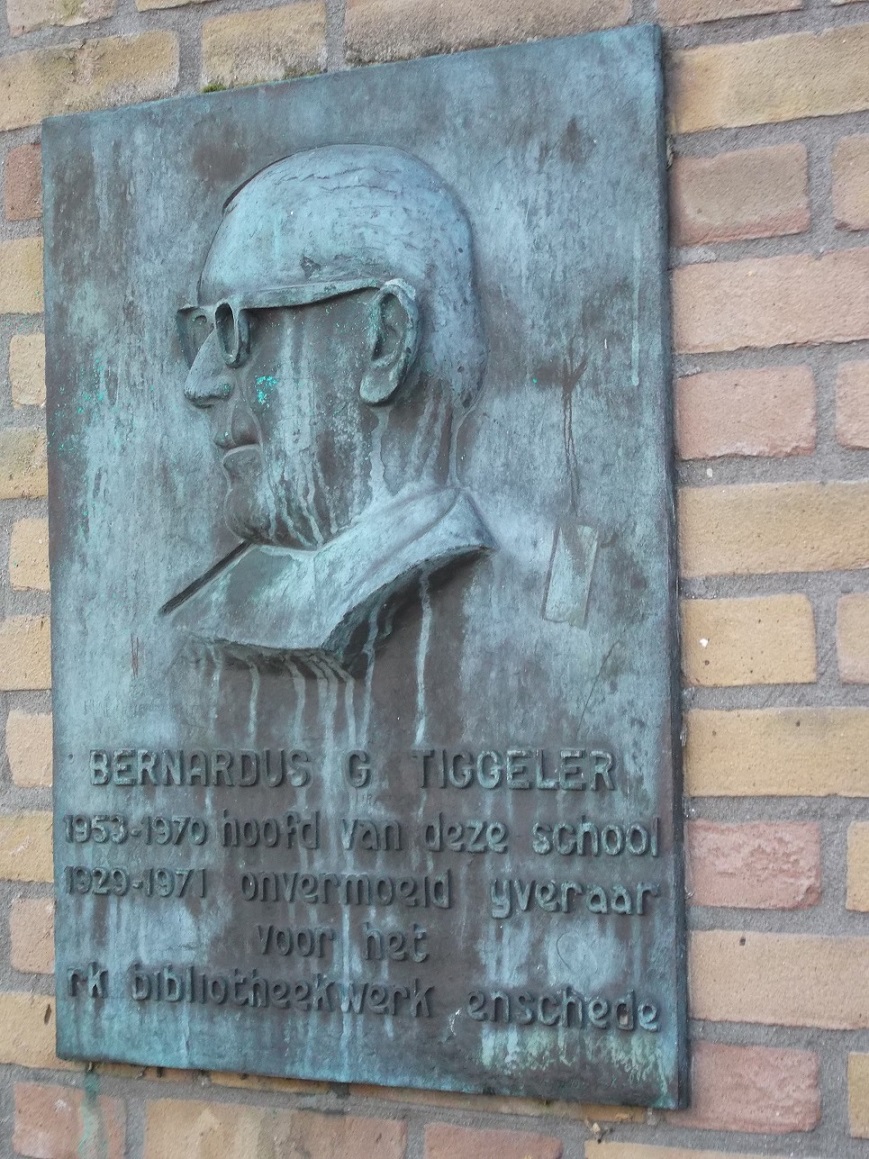 BERNARDUS G TIGGELER
1953-1970 hoofd van deze school
1929-1971 onvermoeid yveraar
voor het
rk bibliotheekwerk enschede